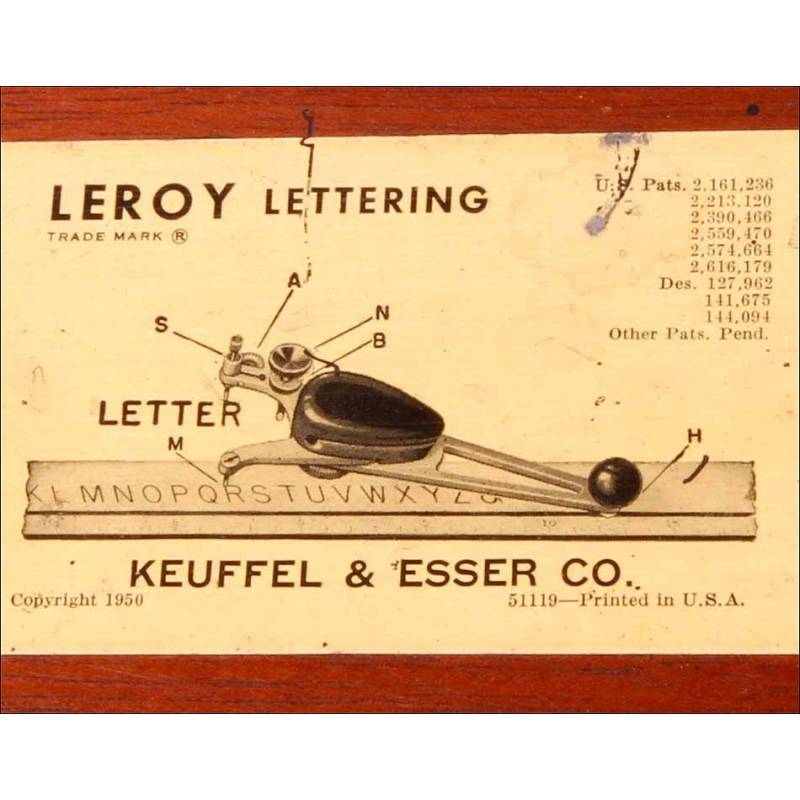 LEROY LETTERING
TRADE MARK ®
U.S. Pats. 2,161,236
2,213,120
2,390,466
2,559,470
2,574,664
2,616,179
Des. 127,962
141,675
144,094
Other Pats. Pend.
A
S
N
B
LETTER
M
H
KLMNOPQRSTUVWXYZ&
KEUFFEL & ESSER CO.
Copyright 1950
51119—Printed in U.S.A.